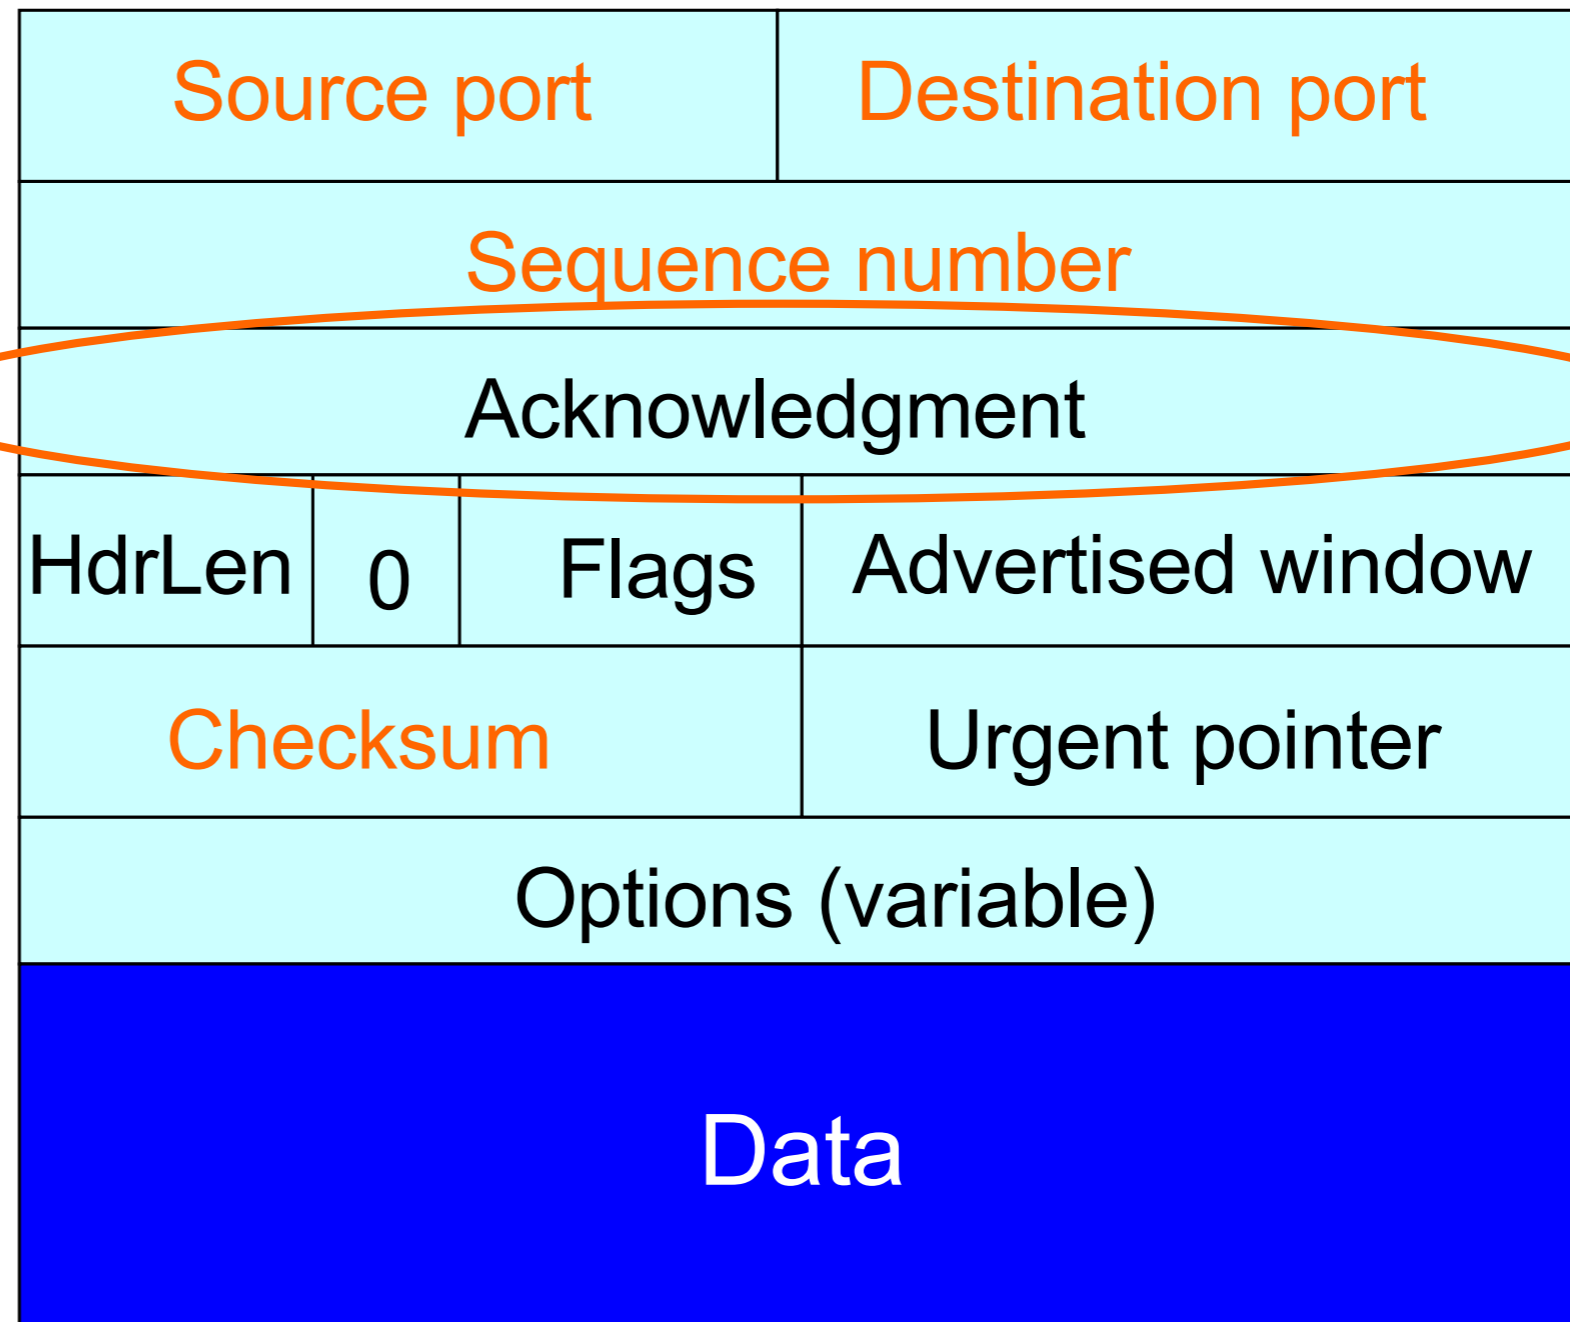 Source port Destination port
Sequence number
Acknowledgment
HdrLen 0 Flags Advertised window
Checksum Urgent pointer
Options (variable)
Data